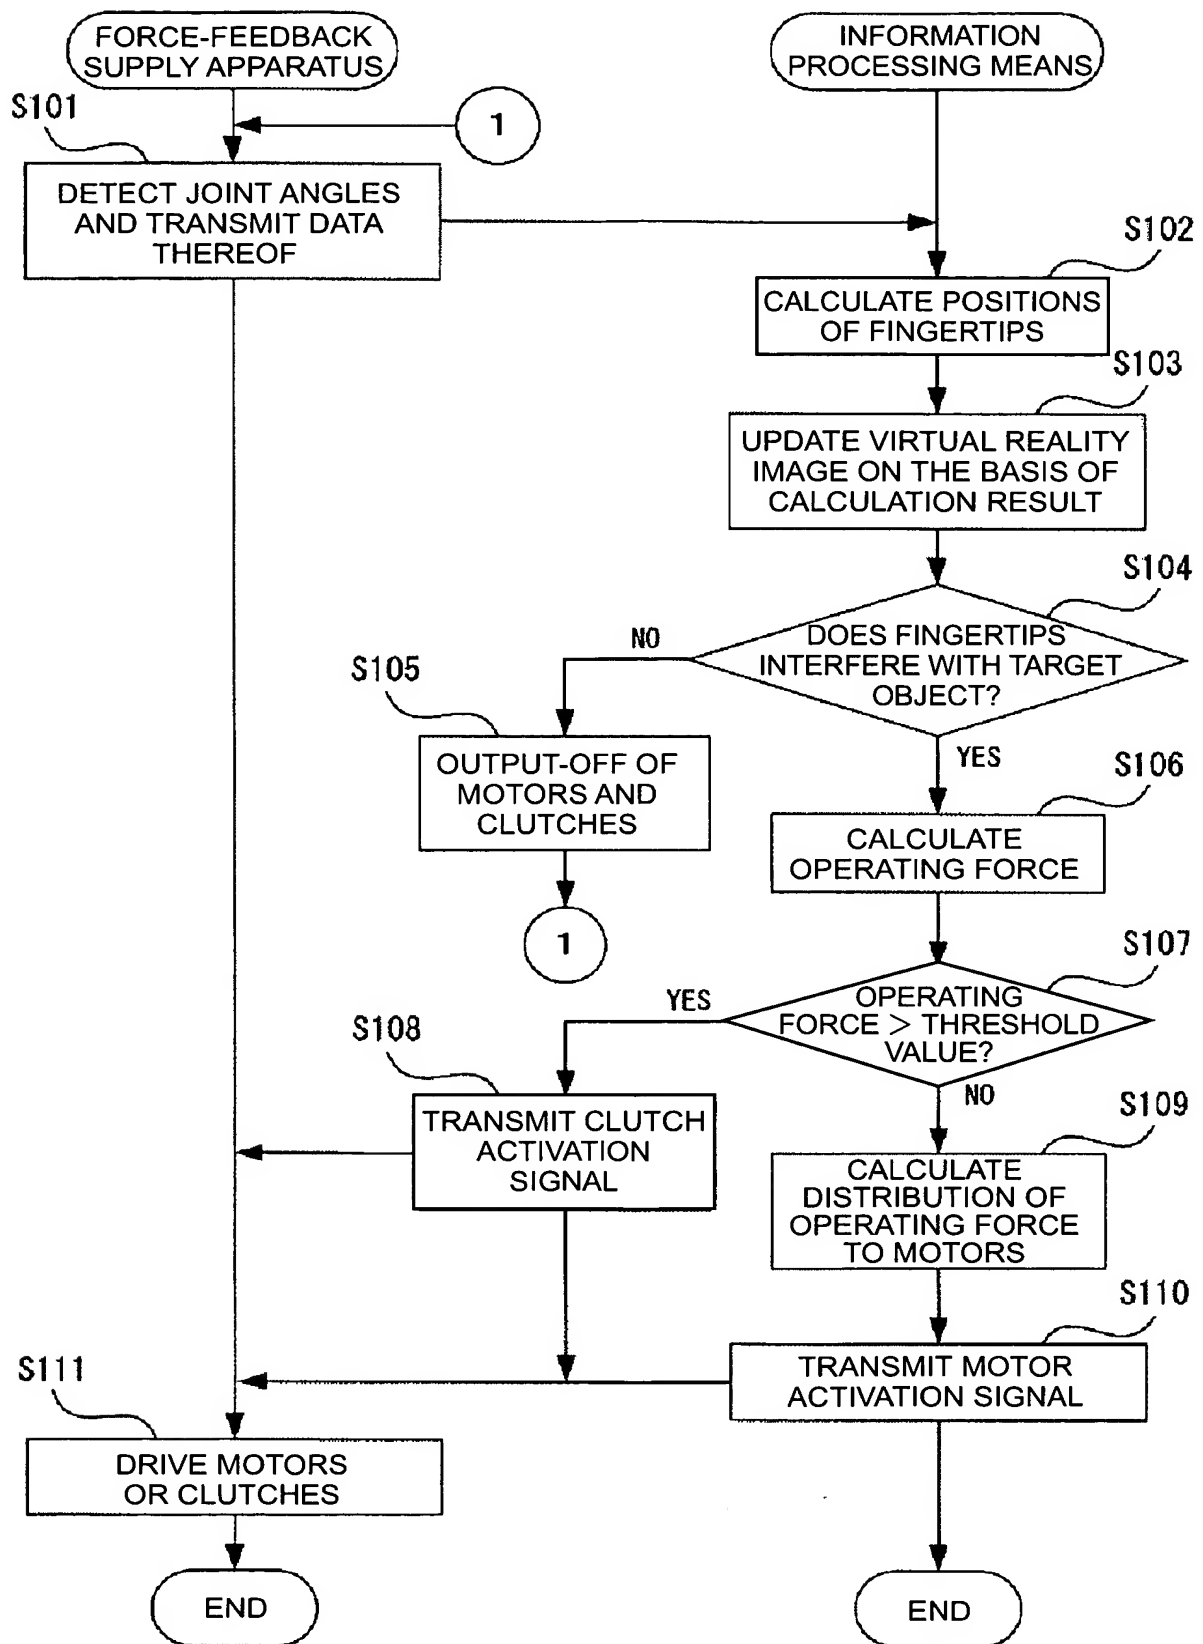 FORCE-FEEDBACK
SUPPLY APPARATUS
INFORMATION
PROCESSING MEANS
S101
1
DETECT JOINT ANGLES
AND TRANSMIT DATA
THEREOF
S102
CALCULATE POSITIONS
OF FINGERTIPS
S103
UPDATE VIRTUAL REALITY
IMAGE ON THE BASIS OF
CALCULATION RESULT
S104
DOES FINGERTIPS
INTERFERE WITH TARGET
OBJECT?
NO
YES
S105
OUTPUT-OFF OF
MOTORS AND
CLUTCHES
1
S106
CALCULATE
OPERATING FORCE
S107
OPERATING
FORCE > THRESHOLD
VALUE?
YES
NO
S108
TRANSMIT CLUTCH
ACTIVATION
SIGNAL
S109
CALCULATE
DISTRIBUTION OF
OPERATING FORCE
TO MOTORS
S110
TRANSMIT MOTOR
ACTIVATION SIGNAL
S111
DRIVE MOTORS
OR CLUTCHES
END
END